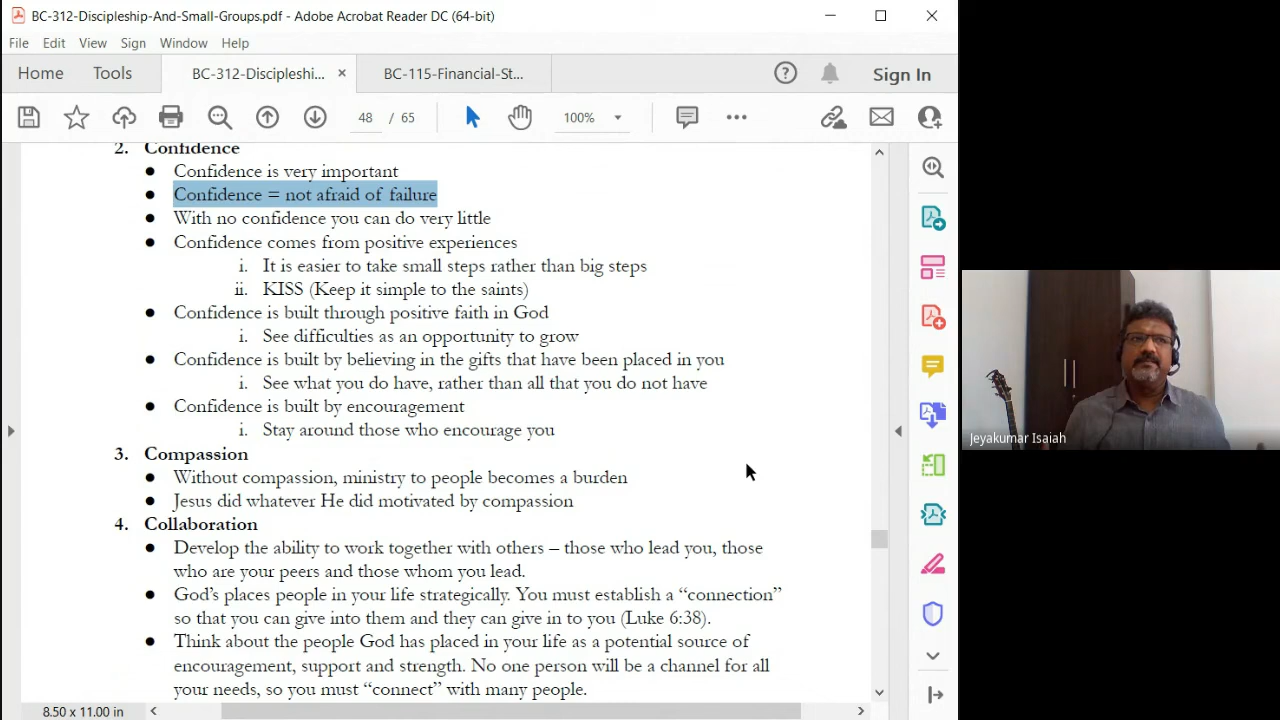 BC-312-Discipleship-And-Small-Groups.pdf - Adobe Acrobat Reader DC (64-bit)
File Edit View Sign Window Help
Home Tools BC-312-Discipleshi... × BC-115-Financial-St... Sign In
48 / 65 100%
2. Confidence
● Confidence is very important
● Confidence = not afraid of failure
● With no confidence you can do very little
● Confidence comes from positive experiences
i. It is easier to take small steps rather than big steps
ii. KISS (Keep it simple to the saints)
● Confidence is built through positive faith in God
i. See difficulties as an opportunity to grow
● Confidence is built by believing in the gifts that have been placed in you
i. See what you do have, rather than all that you do not have
● Confidence is built by encouragement
i. Stay around those who encourage you
3. Compassion
● Without compassion, ministry to people becomes a burden
● Jesus did whatever He did motivated by compassion
4. Collaboration
● Develop the ability to work together with others – those who lead you, those
who are your peers and those whom you lead.
● God's places people in your life strategically. You must establish a "connection"
so that you can give into them and they can give in to you (Luke 6:38).
● Think about the people God has placed in your life as a potential source of
encouragement, support and strength. No one person will be a channel for all
your needs, so you must "connect" with many people.
8.50 x 11.00 in
Jeyakumar Isaiah